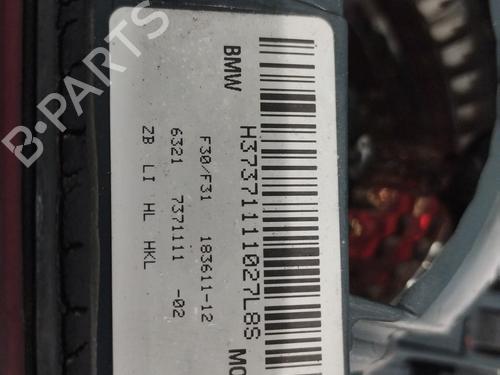 BMW
H37371111027L8S MO
F30/F31 183611-12
6321 7371111 -02
ZB LI HL HKL
B-PARTS